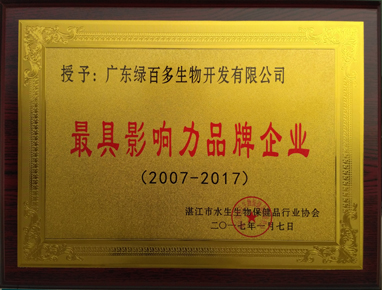 授予：广东绿百多生物开发有限公司
最具影响力品牌企业
(2007-2017)
湛江市水生生物保健品行业协会
二〇一七年一月七日